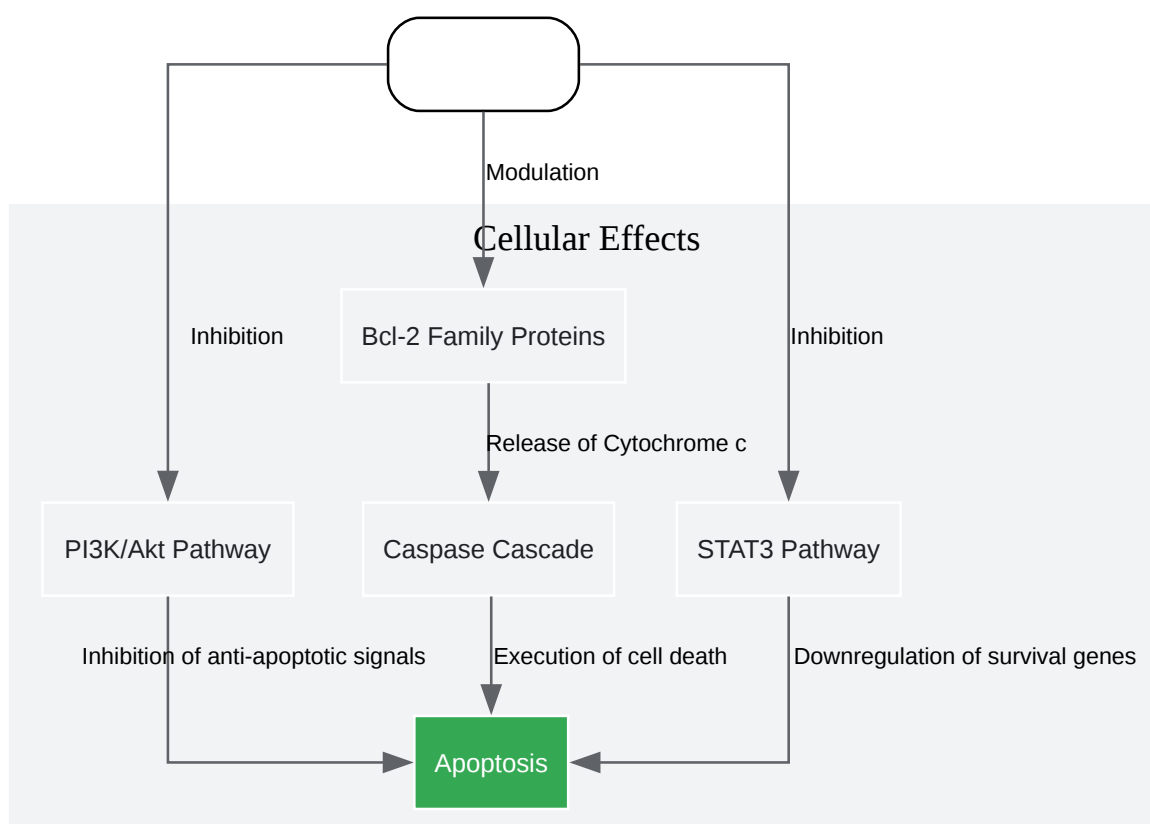 Modulation
Cellular Effects
Inhibition
Bcl-2 Family Proteins
Inhibition
Release of Cytochrome c
PI3K/Akt Pathway
Caspase Cascade
STAT3 Pathway
Inhibition of anti-apoptotic signals
Execution of cell death
Downregulation of survival genes
Apoptosis